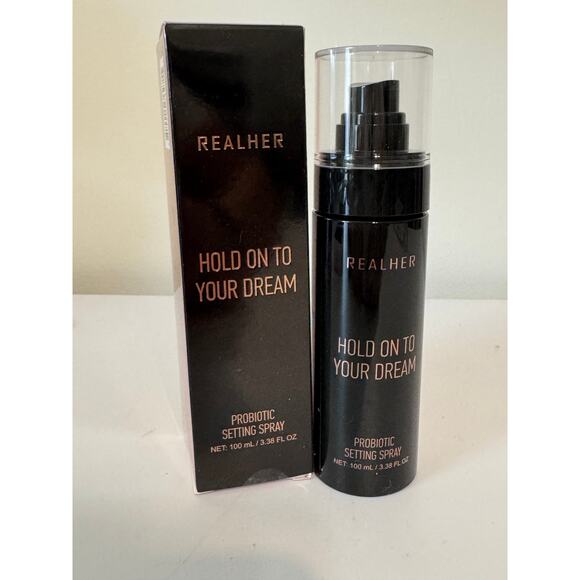 REALHER
HOLD ON TO
YOUR DREAM
PROBIOTIC
SETTING SPRAY
NET: 100 mL / 3.38 FL OZ
REALHER
HOLD ON TO
YOUR DREAM
PROBIOTIC
SETTING SPRAY
NET: 100 mL / 3.38 FL OZ